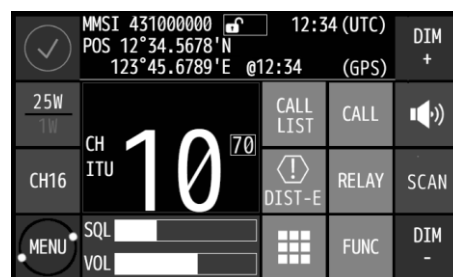 MMSI 431000000 12:34(UTC)
POS 12°34.5678'N
123°45.6789'E @12:34 (GPS)
DIM
+
25W
1W
CH
ITU
10
70
CALL
LIST
CALL
CH16
DIST-E
RELAY
SCAN
MENU
SQL
VOL
FUNC
DIM
-